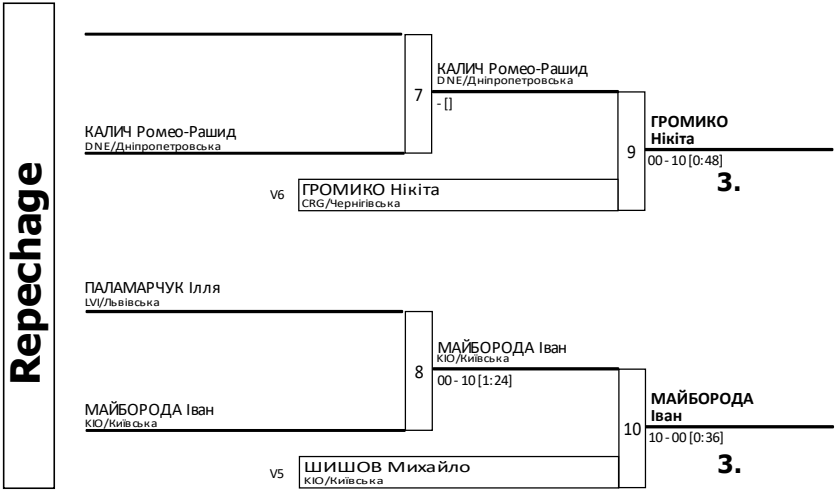 Repechage
КАЛИЧ Ромео-Рашид
DNE/Дніпропетровська
7
КАЛИЧ Ромео-Рашид
DNE/Дніпропетровська
- []
V6
ГРОМИКО Нікіта
CRG/Чернігівська
9
ГРОМИКО
Нікіта
00 - 10 [0:48]
3.
ПАЛАМАРЧУК Ілля
LVI/Львівська
МАЙБОРОДА Іван
KIO/Київська
8
МАЙБОРОДА Іван
KIO/Київська
00 - 10 [1:24]
V5
ШИШОВ Михайло
KIO/Київська
10
МАЙБОРОДА
Іван
10 - 00 [0:36]
3.